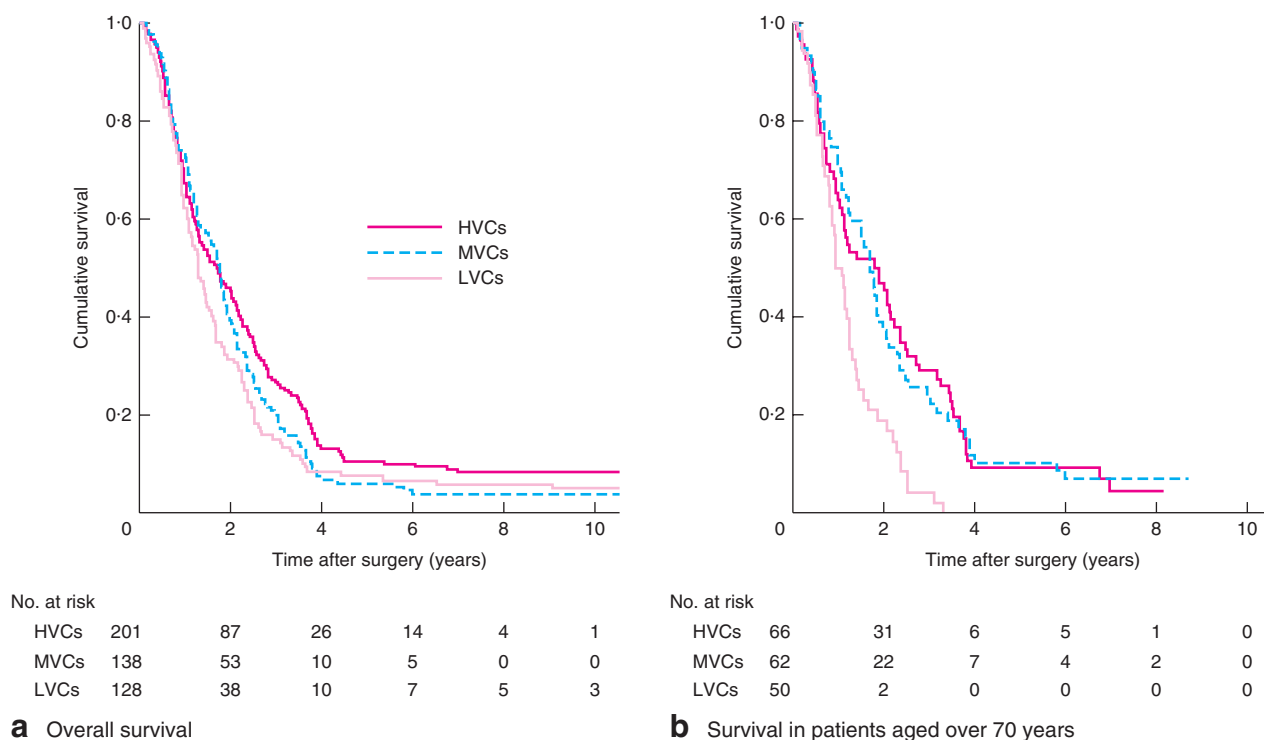 1·0
0·8
0·6
0·4
0·2
0 2 4 6 8 10
Cumulative survival
Time after surgery (years)
HVCs
MVCs
LVCs
No. at risk
HVCs 201 87 26 14 4 1
MVCs 138 53 10 5 0 0
LVCs 128 38 10 7 5 3
a Overall survival
1·0
0·8
0·6
0·4
0·2
0 2 4 6 8 10
Cumulative survival
Time after surgery (years)
No. at risk
HVCs 66 31 6 5 1 0
MVCs 62 22 7 4 2 0
LVCs 50 2 0 0 0 0
b Survival in patients aged over 70 years